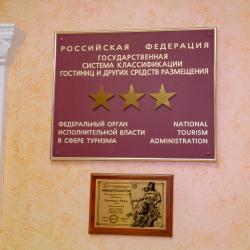 РОССИЙСКАЯ ФЕДЕРАЦИЯ
ГОСУДАРСТВЕННАЯ
СИСТЕМА КЛАССИФИКАЦИИ
ГОСТИНИЦ И ДРУГИХ СРЕДСТВ РАЗМЕЩЕНИЯ
ФЕДЕРАЛЬНЫЙ ОРГАН
ИСПОЛНИТЕЛЬНОЙ ВЛАСТИ
В СФЕРЕ ТУРИЗМА
NATIONAL
TOURISM
ADMINISTRATION